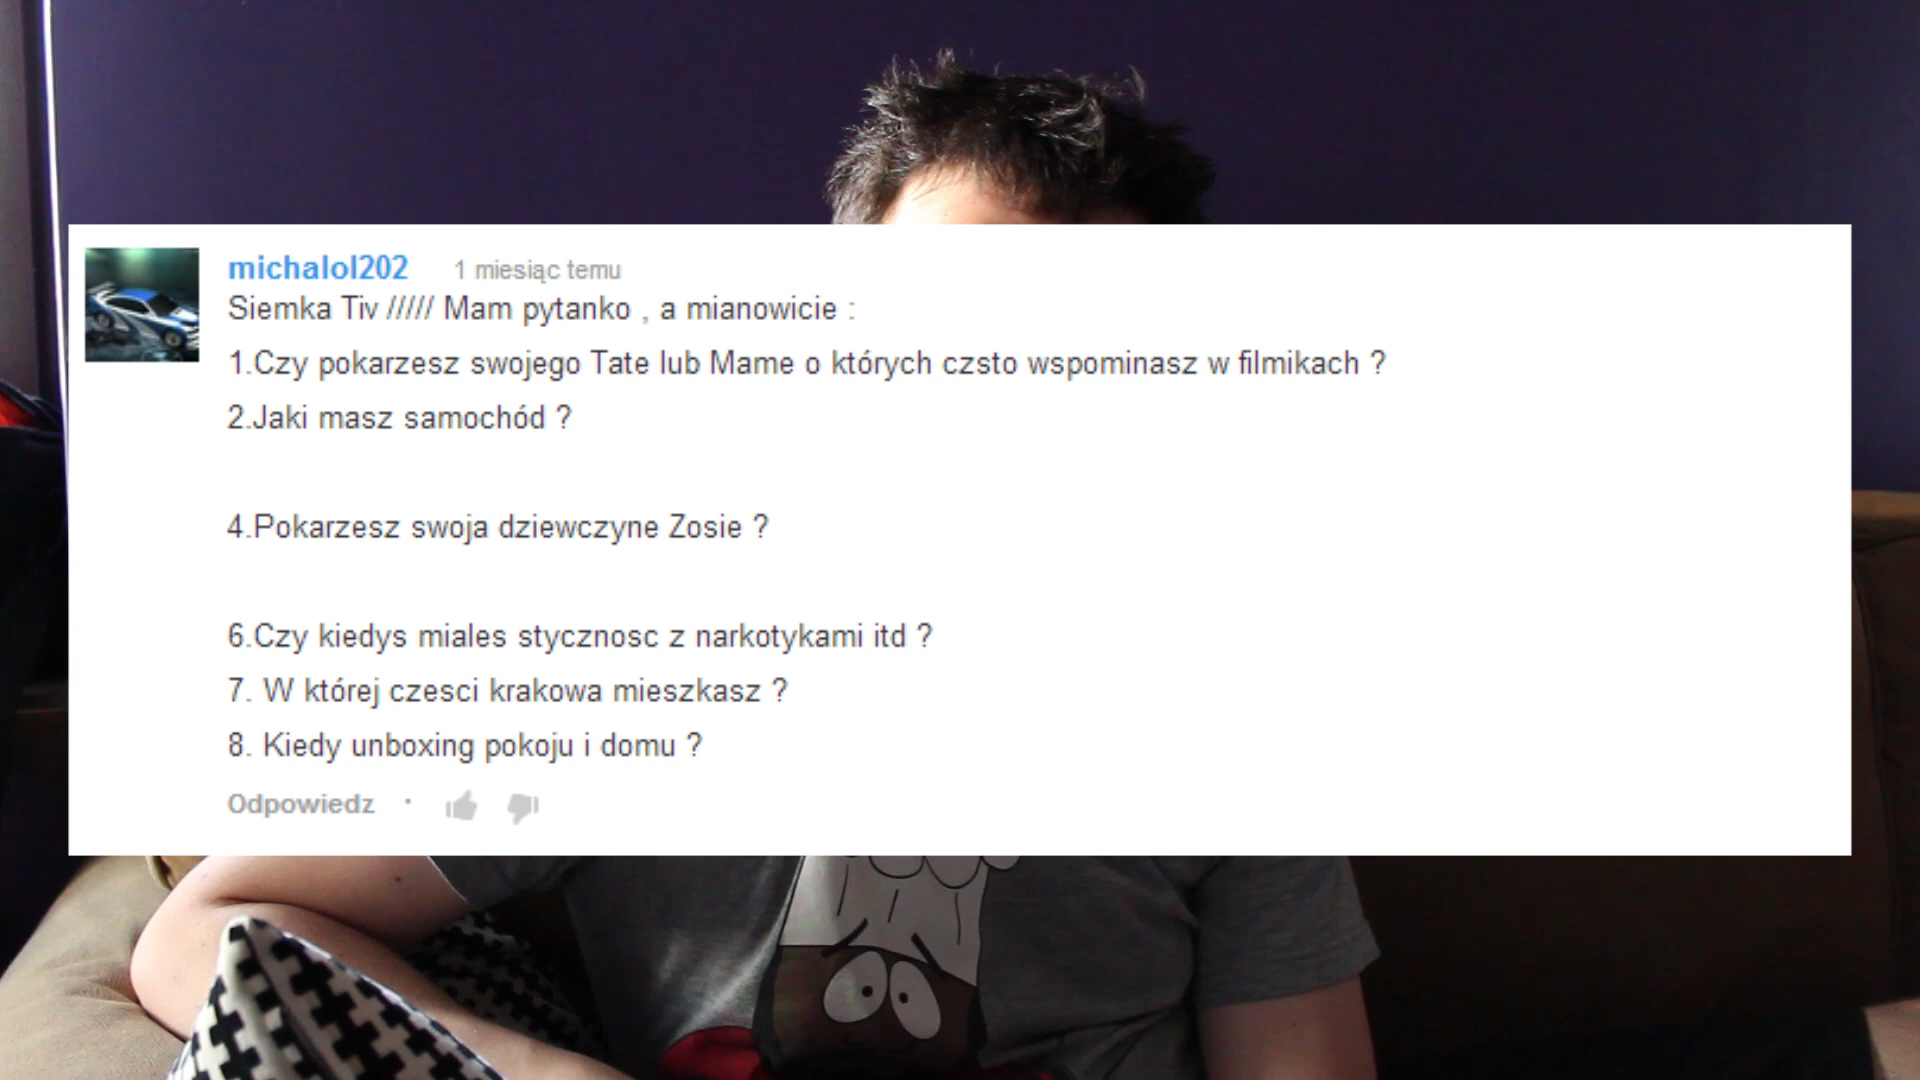 michalol202 1 miesiąc temu
Siemka Tiv ///// Mam pytanko , a mianowicie :
1.Czy pokarzesz swojego Tate lub Mame o których czsto wspominasz w filmikach ?
2.Jaki masz samochód ?
4.Pokarzesz swoja dziewczyne Zosie ?
6.Czy kiedys miales stycznosc z narkotykami itd ?
7. W której czesci krakowa mieszkasz ?
8. Kiedy unboxing pokoju i domu ?
Odpowiedz ·